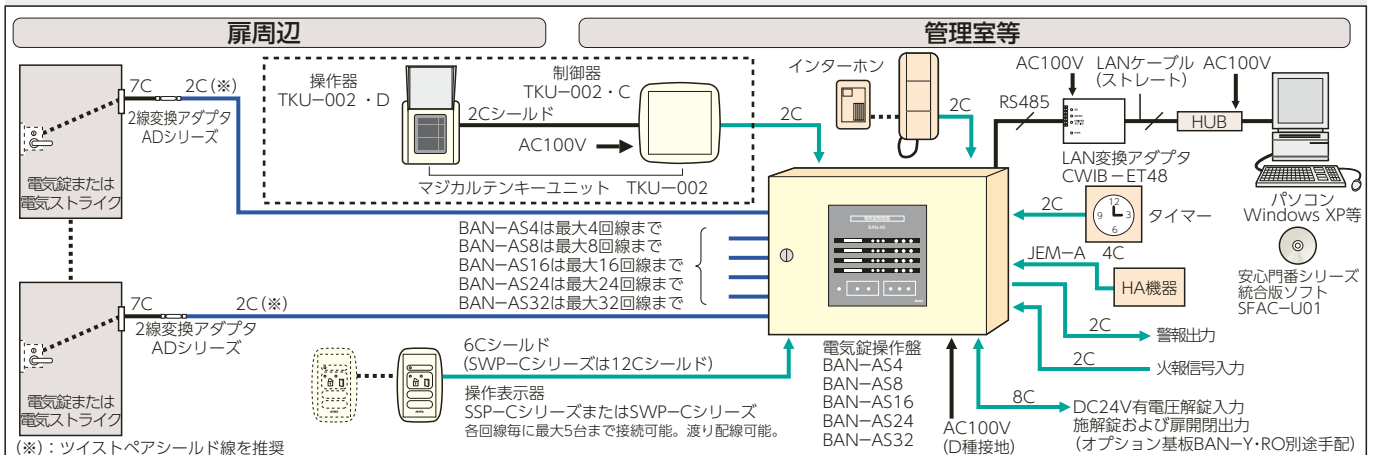 扉周辺
管理室等
7C
2C(※)
2線変換アダプタ
ADシリーズ
電気錠または
電気ストライク
操作器
TKU−002・D
制御器
TKU−002・C
2Cシールド
AC100V
マジカルテンキーユニット TKU−002
2C
インターホン
2C
RS485
AC100V
LANケーブル
(ストレート)
AC100V
HUB
LAN変換アダプタ
CWIB−ET48
パソコン
Windows XP等
安心門番シリーズ
統合版ソフト
SFAC−U01
2C
12
9
3
6
タイマー
JEM−A
4C
HA機器
2C
警報出力
2C
火報信号入力
8C
DC24V有電圧解錠入力
施解錠および扉開閉出力
(オプション基板BAN−Y・RO別途手配)
AC100V
(D種接地)
BAN−AS4は最大4回線まで
BAN−AS8は最大8回線まで
BAN−AS16は最大16回線まで
BAN−AS24は最大24回線まで
BAN−AS32は最大32回線まで
BAN-AS
電気錠操作盤
BAN−AS4
BAN−AS8
BAN−AS16
BAN−AS24
BAN−AS32
7C
2C(※)
2線変換アダプタ
ADシリーズ
電気錠または
電気ストライク
6Cシールド
(SWP−Cシリーズは12Cシールド)
操作表示器
SSP−CシリーズまたはSWP−Cシリーズ
各回線毎に最大5台まで接続可能。渡り配線可能。
(※):ツイストペアシールド線を推奨